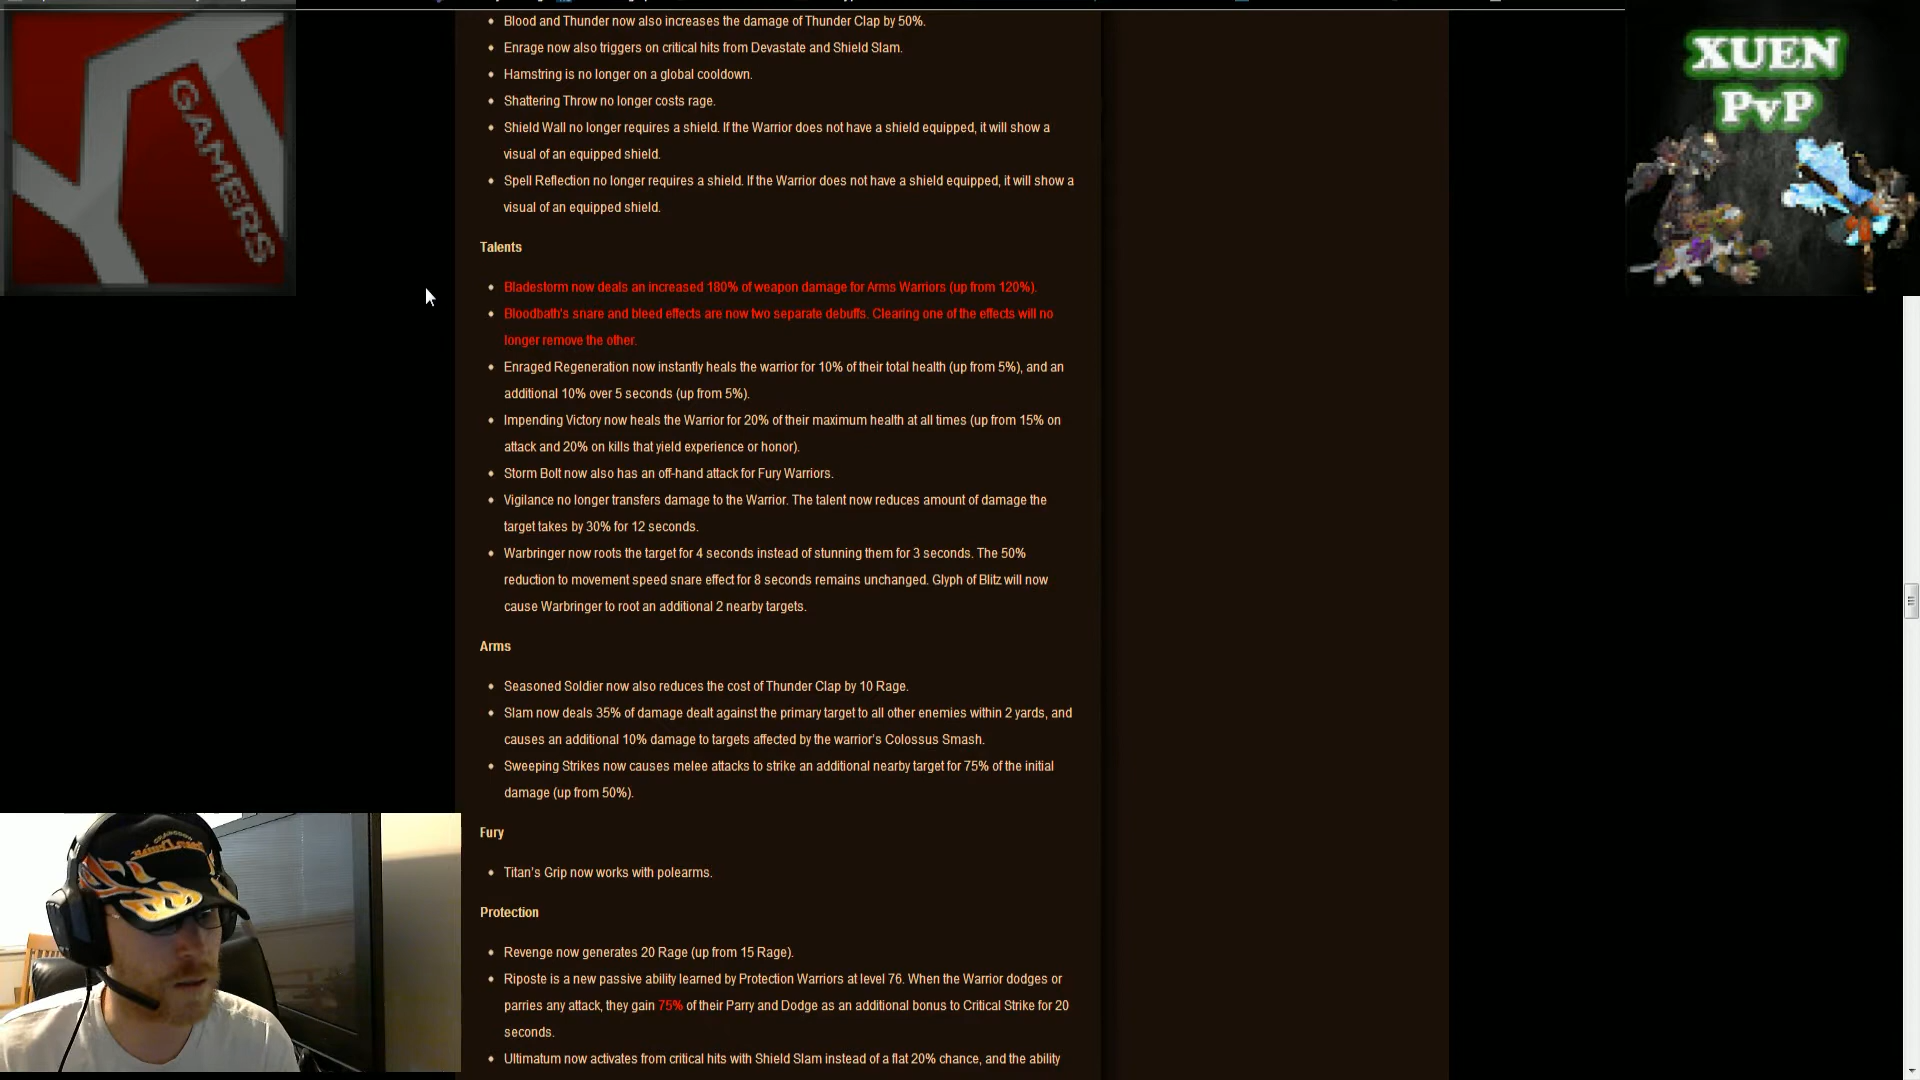 XUEN
PvP
GAMERS
Blood and Thunder now also increases the damage of Thunder Clap by 50%.
Enrage now also triggers on critical hits from Devastate and Shield Slam.
Hamstring is no longer on a global cooldown.
Shattering Throw no longer costs rage.
Shield Wall no longer requires a shield. If the Warrior does not have a shield equipped, it will show a
visual of an equipped shield.
Spell Reflection no longer requires a shield. If the Warrior does not have a shield equipped, it will show a
visual of an equipped shield.
Talents
Bladestorm now deals an increased 180% of weapon damage for Arms Warriors (up from 120%).
Bloodbath's snare and bleed effects are now two separate debuffs. Clearing one of the effects will no
longer remove the other.
Enraged Regeneration now instantly heals the warrior for 10% of their total health (up from 5%), and an
additional 10% over 5 seconds (up from 5%).
Impending Victory now heals the Warrior for 20% of their maximum health at all times (up from 15% on
attack and 20% on kills that yield experience or honor).
Storm Bolt now also has an off-hand attack for Fury Warriors.
Vigilance no longer transfers damage to the Warrior. The talent now reduces amount of damage the
target takes by 30% for 12 seconds.
Warbringer now roots the target for 4 seconds instead of stunning them for 3 seconds. The 50%
reduction to movement speed snare effect for 8 seconds remains unchanged. Glyph of Blitz will now
cause Warbringer to root an additional 2 nearby targets.
Arms
Seasoned Soldier now also reduces the cost of Thunder Clap by 10 Rage.
Slam now deals 35% of damage dealt against the primary target to all other enemies within 2 yards, and
causes an additional 10% damage to targets affected by the warrior's Colossus Smash.
Sweeping Strikes now causes melee attacks to strike an additional nearby target for 75% of the initial
damage (up from 50%).
Fury
Titan's Grip now works with polearms.
Protection
Revenge now generates 20 Rage (up from 15 Rage).
Riposte is a new passive ability learned by Protection Warriors at level 76. When the Warrior dodges or
parries any attack, they gain 75% of their Parry and Dodge as an additional bonus to Critical Strike for 20
seconds.
Ultimatum now activates from critical hits with Shield Slam instead of a flat 20% chance, and the ability